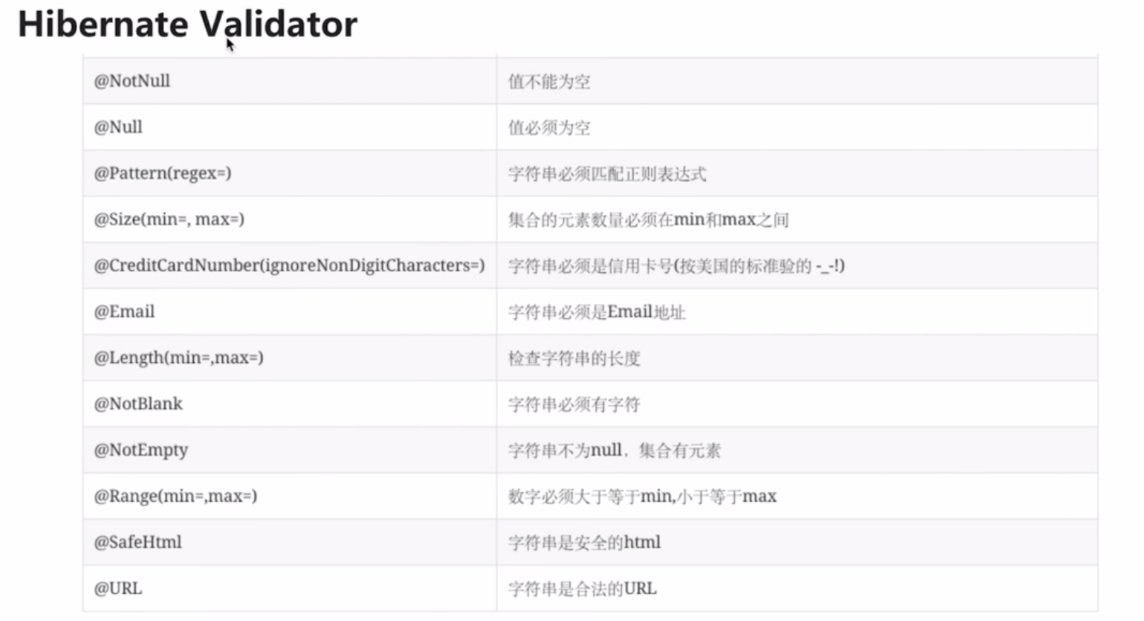 Hibernate Validator
@NotNull 值不能为空
@Null 值必须为空
@Pattern(regex=) 字符串必须匹配正则表达式
@Size(min=, max=) 集合的元素数量必须在min和max之间
@CreditCardNumber(ignoreNonDigitCharacters=) 字符串必须是信用卡号(按美国的标准验的 -_-!)
@Email 字符串必须是Email地址
@Length(min=,max=) 检查字符串的长度
@NotBlank 字符串必须有字符
@NotEmpty 字符串不为null，集合有元素
@Range(min=,max=) 数字必须大于等于min,小于等于max
@SafeHtml 字符串是安全的html
@URL 字符串是合法的URL